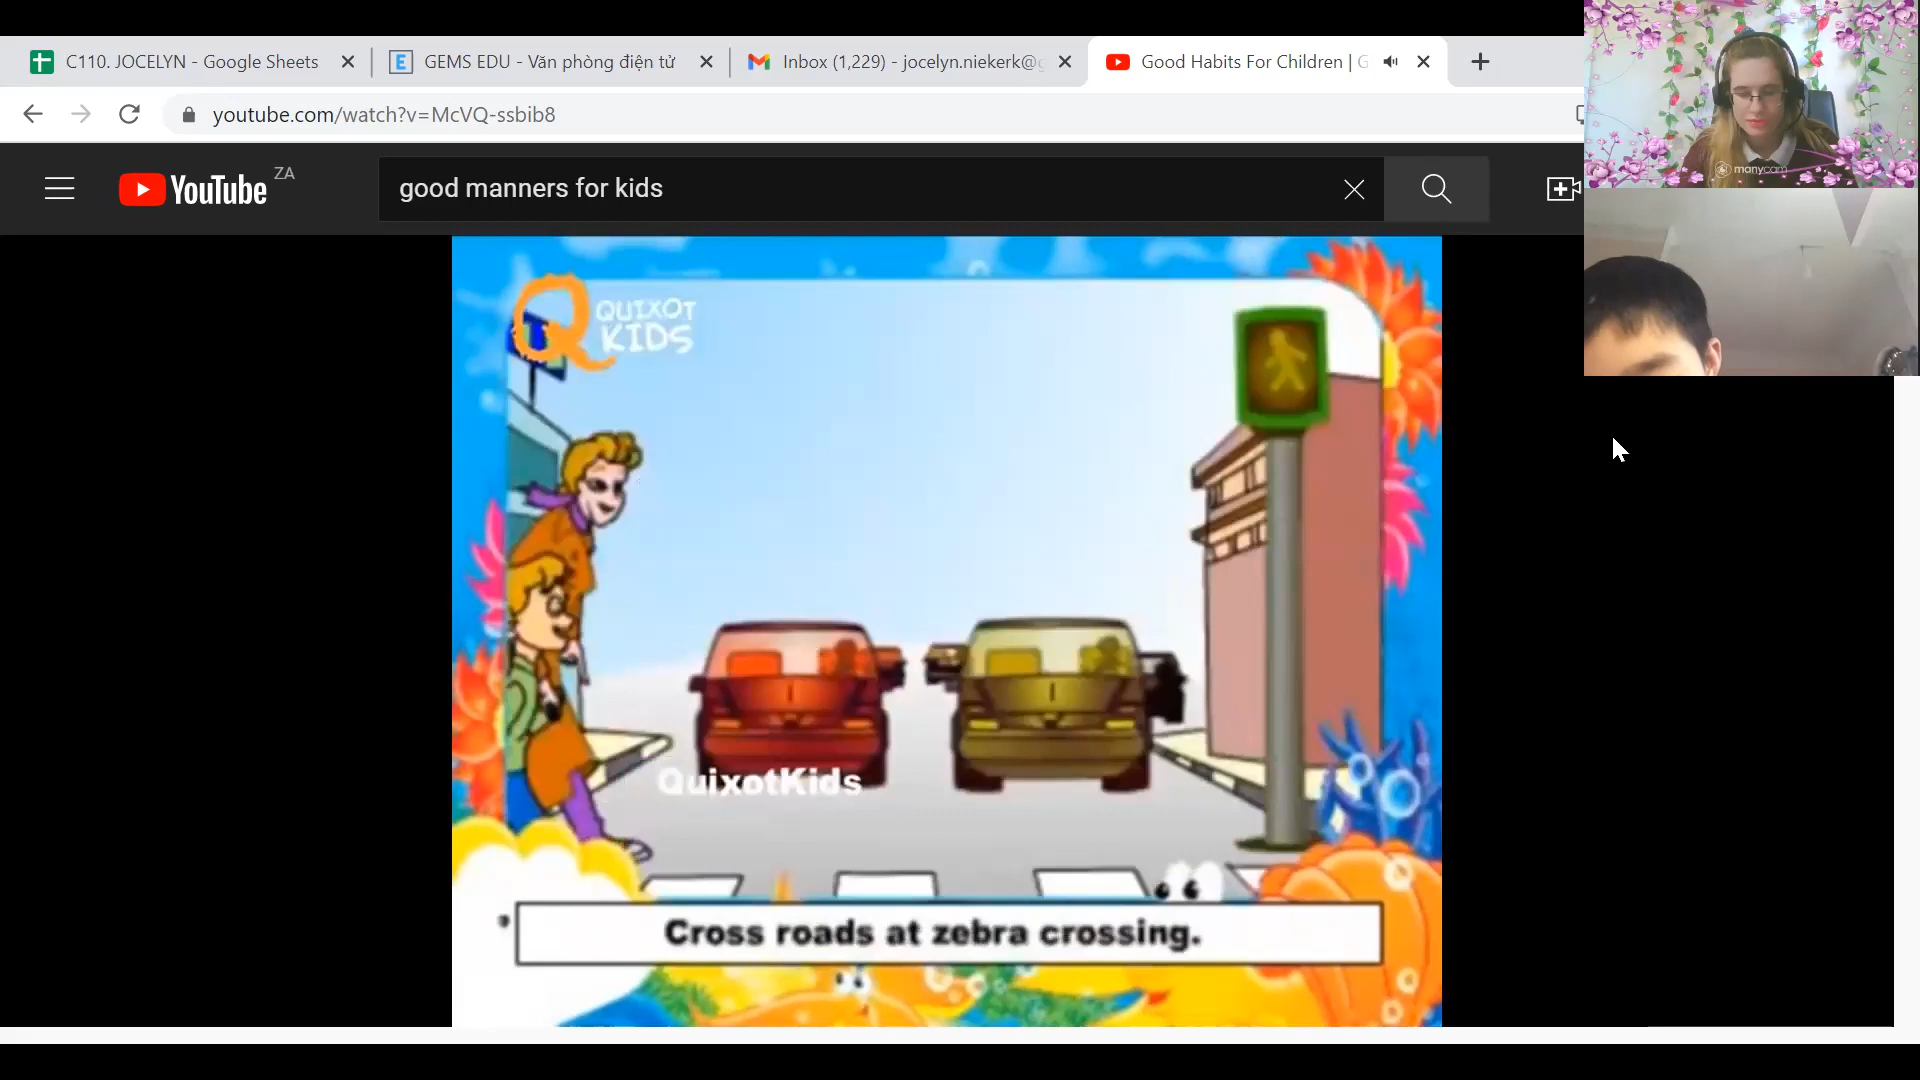 C110. JOCELYN - Google Sheets
GEMS EDU - Văn phòng điện tử
Inbox (1,229) - jocelyn.niekerk@g
Good Habits For Children | G
youtube.com/watch?v=McVQ-ssbib8
YouTube ZA
good manners for kids
manycam
QUIXOT
KIDS
QuixotKids
Cross roads at zebra crossing.